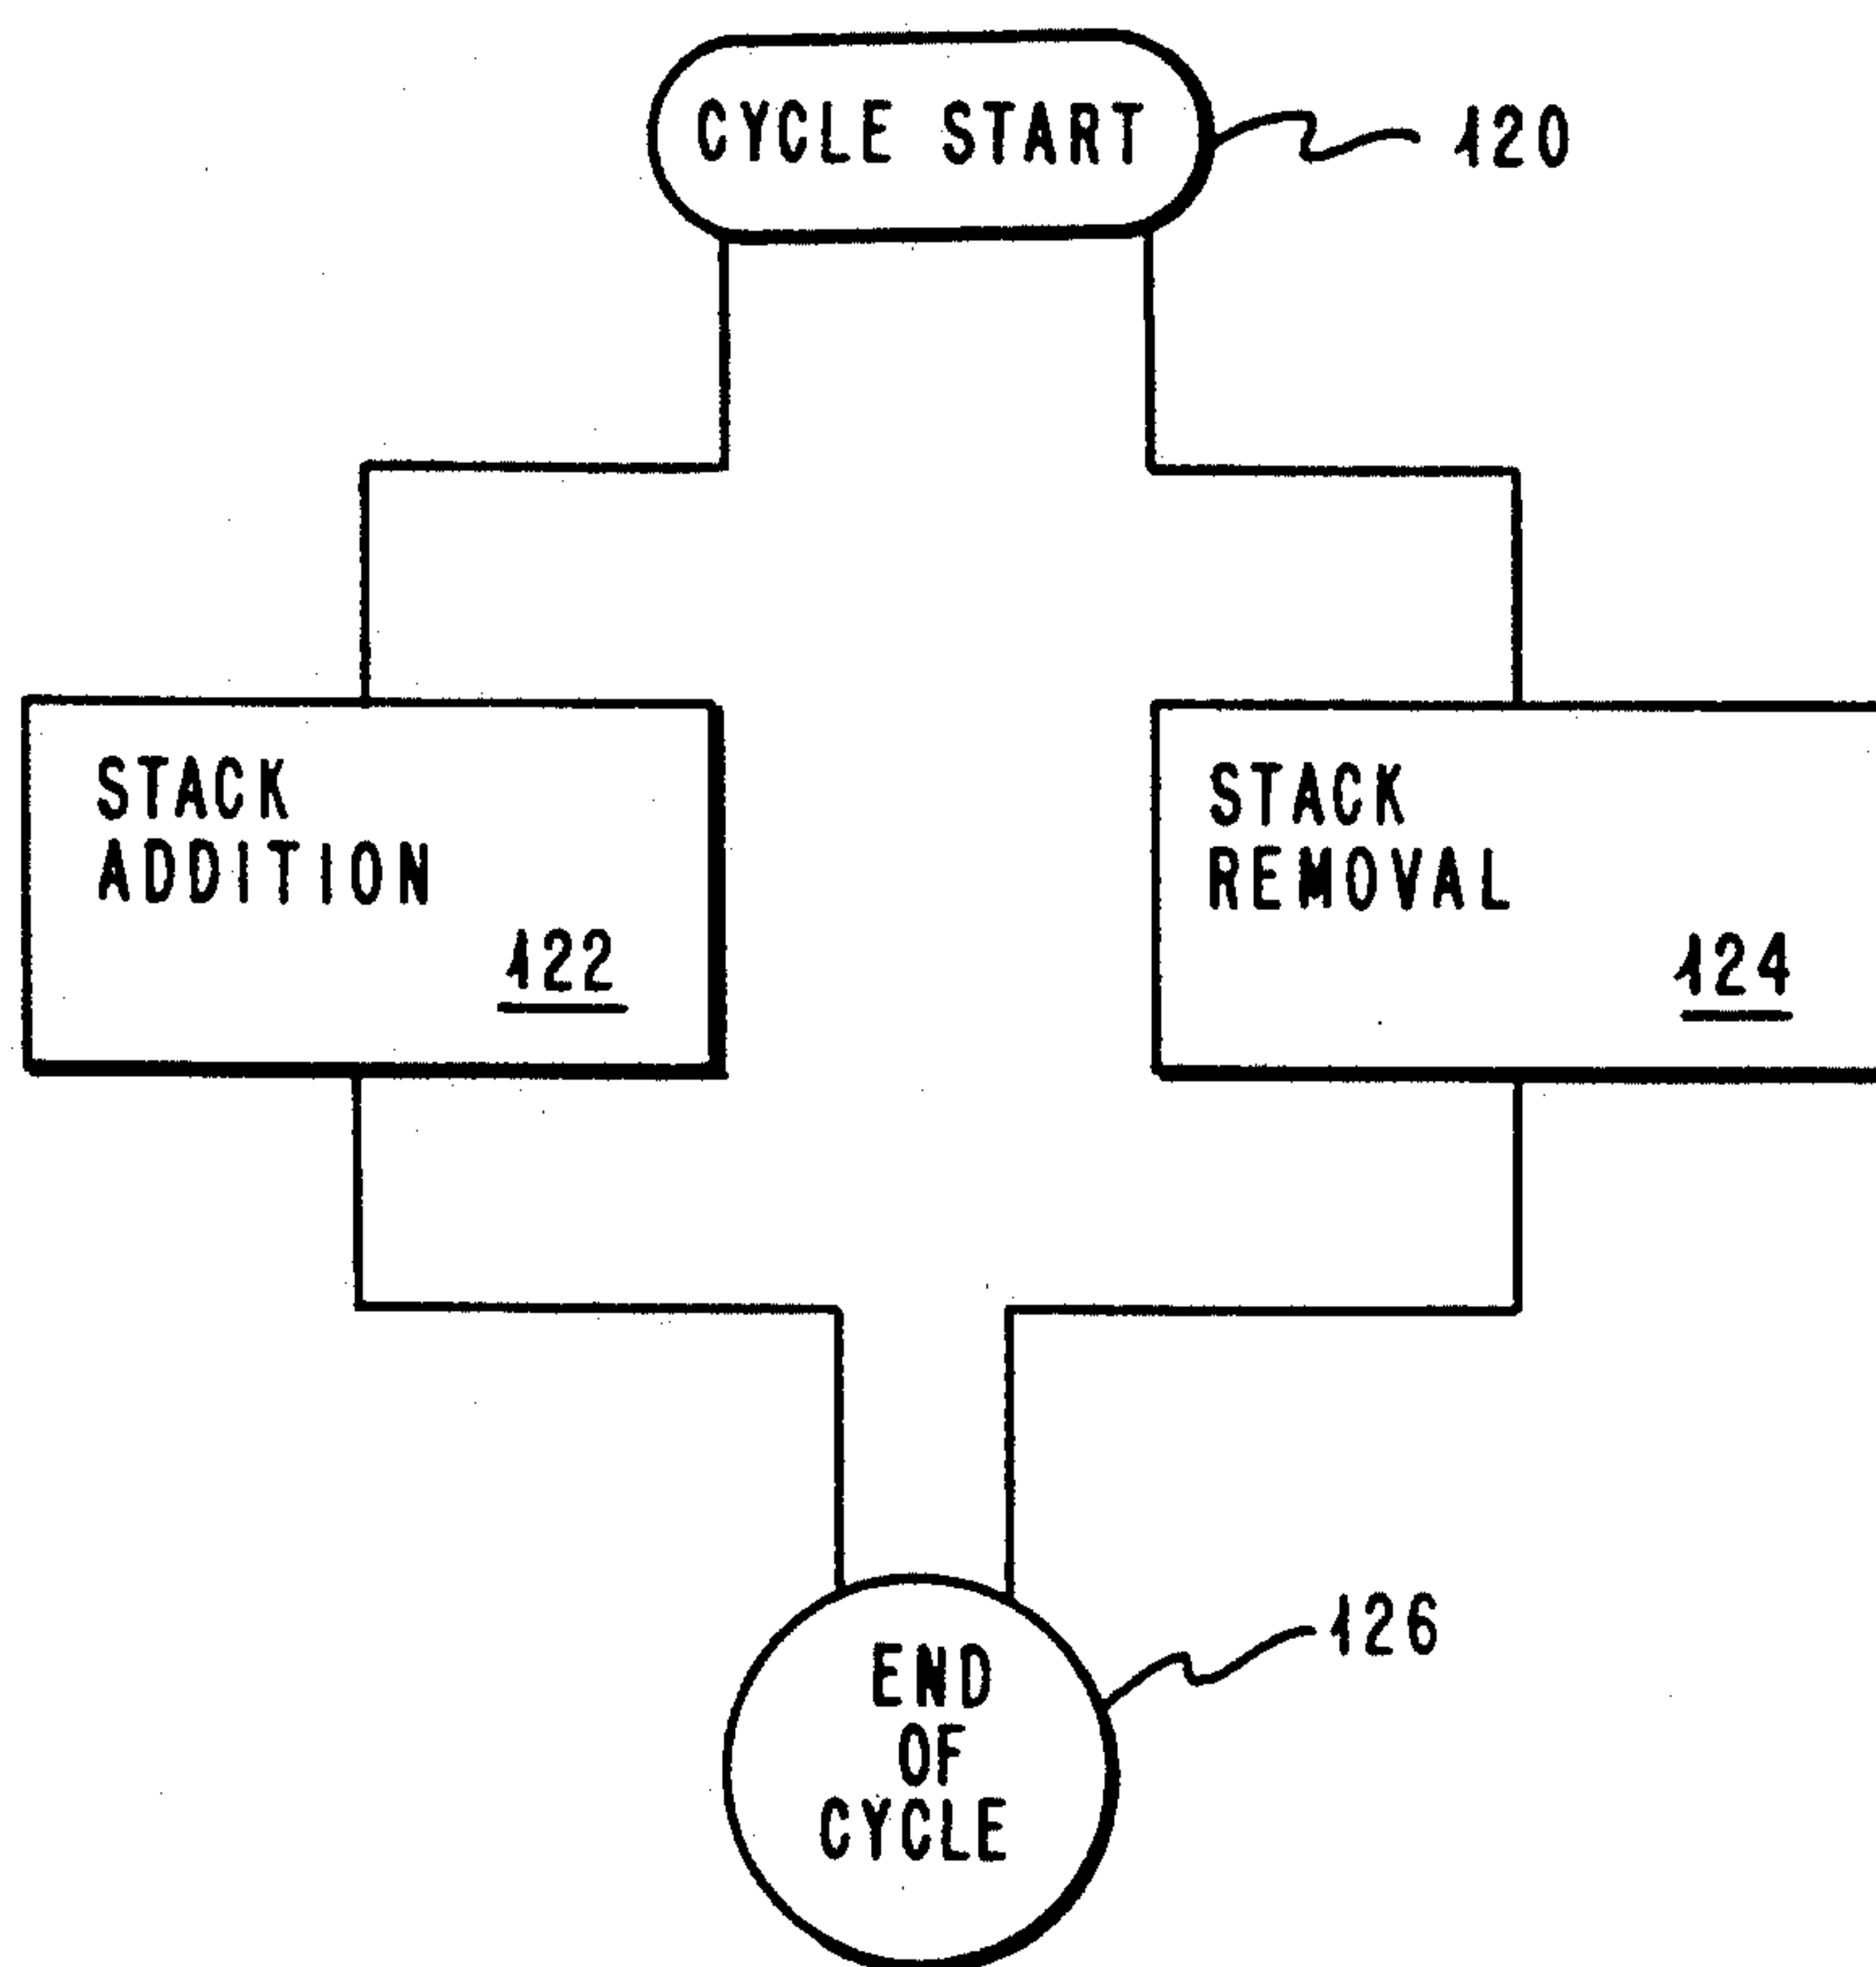 CYCLE START
120
STACK
ADDITION
122
STACK
REMOVAL
124
126
END
OF
CYCLE